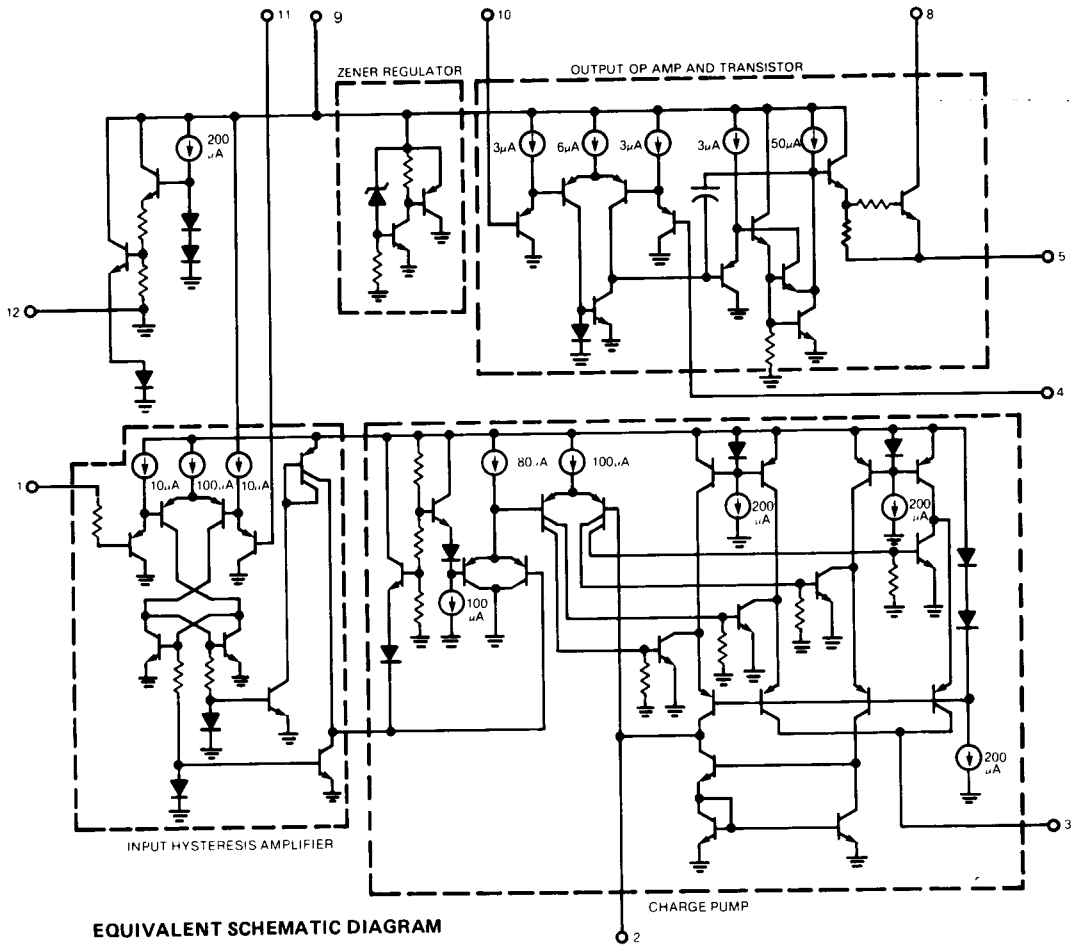 11 9 10 8
ZENER REGULATOR
OUTPUT OP AMP AND TRANSISTOR
200
μA
3μA 6μA 3μA 3μA 50μA
5
12
4
1
10μA 100μA 10μA
80μA 100μA
200
μA
200
μA
100
μA
200
μA
3
INPUT HYSTERESIS AMPLIFIER
CHARGE PUMP
EQUIVALENT SCHEMATIC DIAGRAM
2